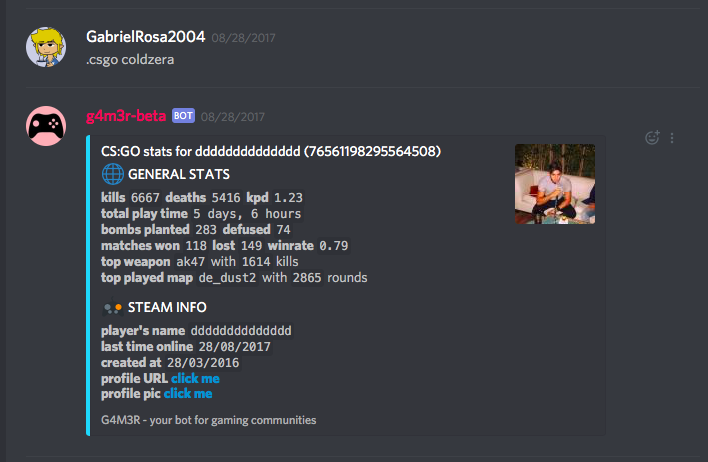 GabrielRosa2004 08/28/2017
.csgo coldzera
g4m3r-beta BOT 08/28/2017
CS:GO stats for dddddddddddddd (76561198295564508)
GENERAL STATS
kills 6667 deaths 5416 kpd 1.23
total play time 5 days, 6 hours
bombs planted 283 defused 74
matches won 118 lost 149 winrate 0.79
top weapon ak47 with 1614 kills
top played map de_dust2 with 2865 rounds
STEAM INFO
player's name dddddddddddddd
last time online 28/08/2017
created at 28/03/2016
profile URL click me
profile pic click me
G4M3R - your bot for gaming communities